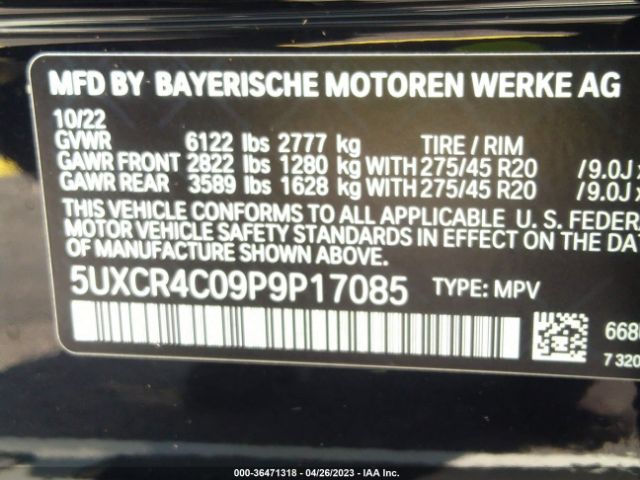 MFD BY BAYERISCHE MOTOREN WERKE AG
10/22
GVWR 6122 lbs 2777 kg TIRE / RIM
GAWR FRONT 2822 lbs 1280 kg WITH 275/45 R20 /9.0J
GAWR REAR 3589 lbs 1628 kg WITH 275/45 R20 /9.0J
THIS VEHICLE CONFORMS TO ALL APPLICABLE U. S. FEDERA
MOTOR VEHICLE SAFETY STANDARDS IN EFFECT ON THE DAT
OF MANUFACTURE SHOWN ABOVE.
5UXCR4C09P9P17085 TYPE: MPV
668
7 320
000-36471318 - 04/26/2023 - IAA Inc.